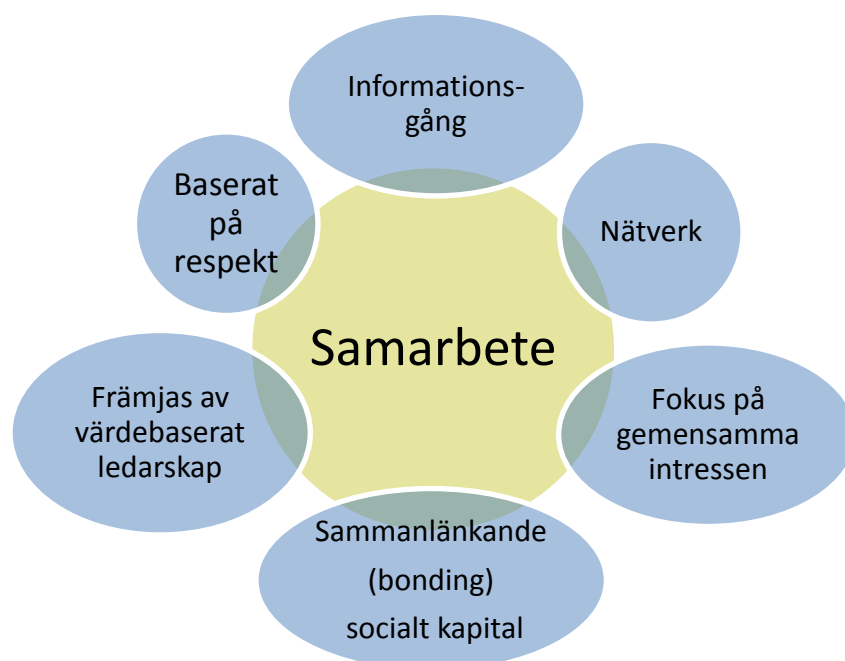 Informations-
gång
Baserat
på
respekt
Nätverk
Samarbete
Främjas av
värdebaserat
ledarskap
Fokus på
gemensamma
intressen
Sammanlänkande
(bonding)
socialt kapital